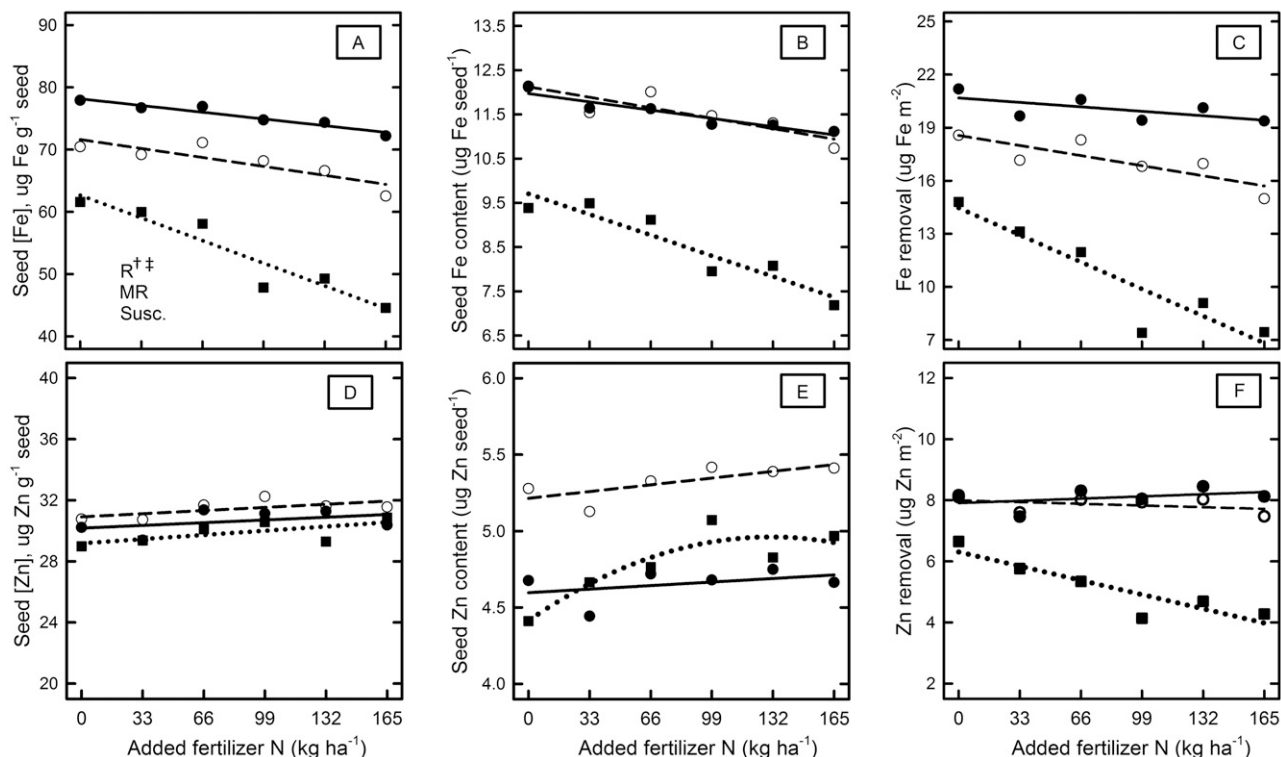 A
Seed [Fe], ug Fe g-1 seed
90
80
70
60
50
40
R†‡
MR
Susc.
B
Seed Fe content (ug Fe seed-1)
13.5
12.5
11.5
10.5
9.5
8.5
7.5
6.5
C
Fe removal (ug Fe m-2)
25
22
19
16
13
10
7
D
Seed [Zn], ug Zn g-1 seed
40
36
32
28
24
20
0 33 66 99 132 165
Added fertilizer N (kg ha-1)
E
Seed Zn content (ug Zn seed-1)
6.0
5.5
5.0
4.5
4.0
0 33 66 99 132 165
Added fertilizer N (kg ha-1)
F
Zn removal (ug Zn m-2)
12
10
8
6
4
2
0 33 66 99 132 165
Added fertilizer N (kg ha-1)